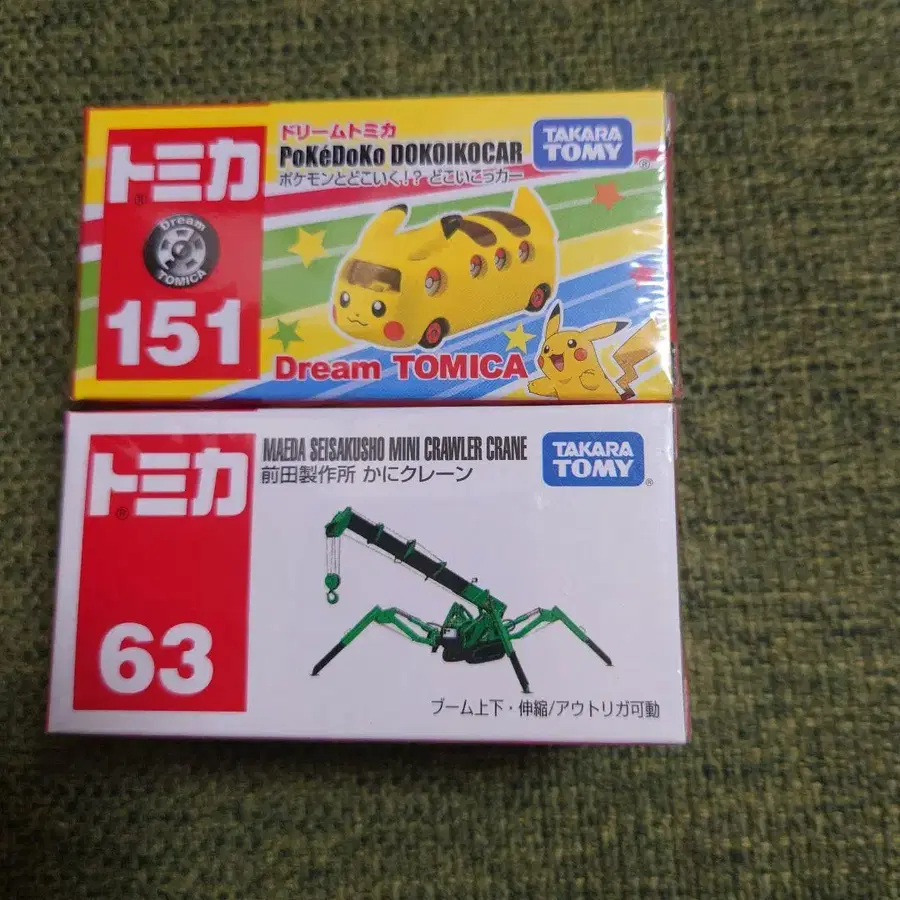 トミカ
®
Dream
TOMICA
151
ドリームトミカ
PoKéDoKo DOKOIKOCAR
ポケモンとどこいく!? どこいこっカー
TAKARA
TOMY
®
Dream TOMICA
トミカ
®
63
MAEDA SEISAKUSHO MINI CRAWLER CRANE
前田製作所 かにクレーン
TAKARA
TOMY
®
ブーム上下・伸縮/アウトリガ可動